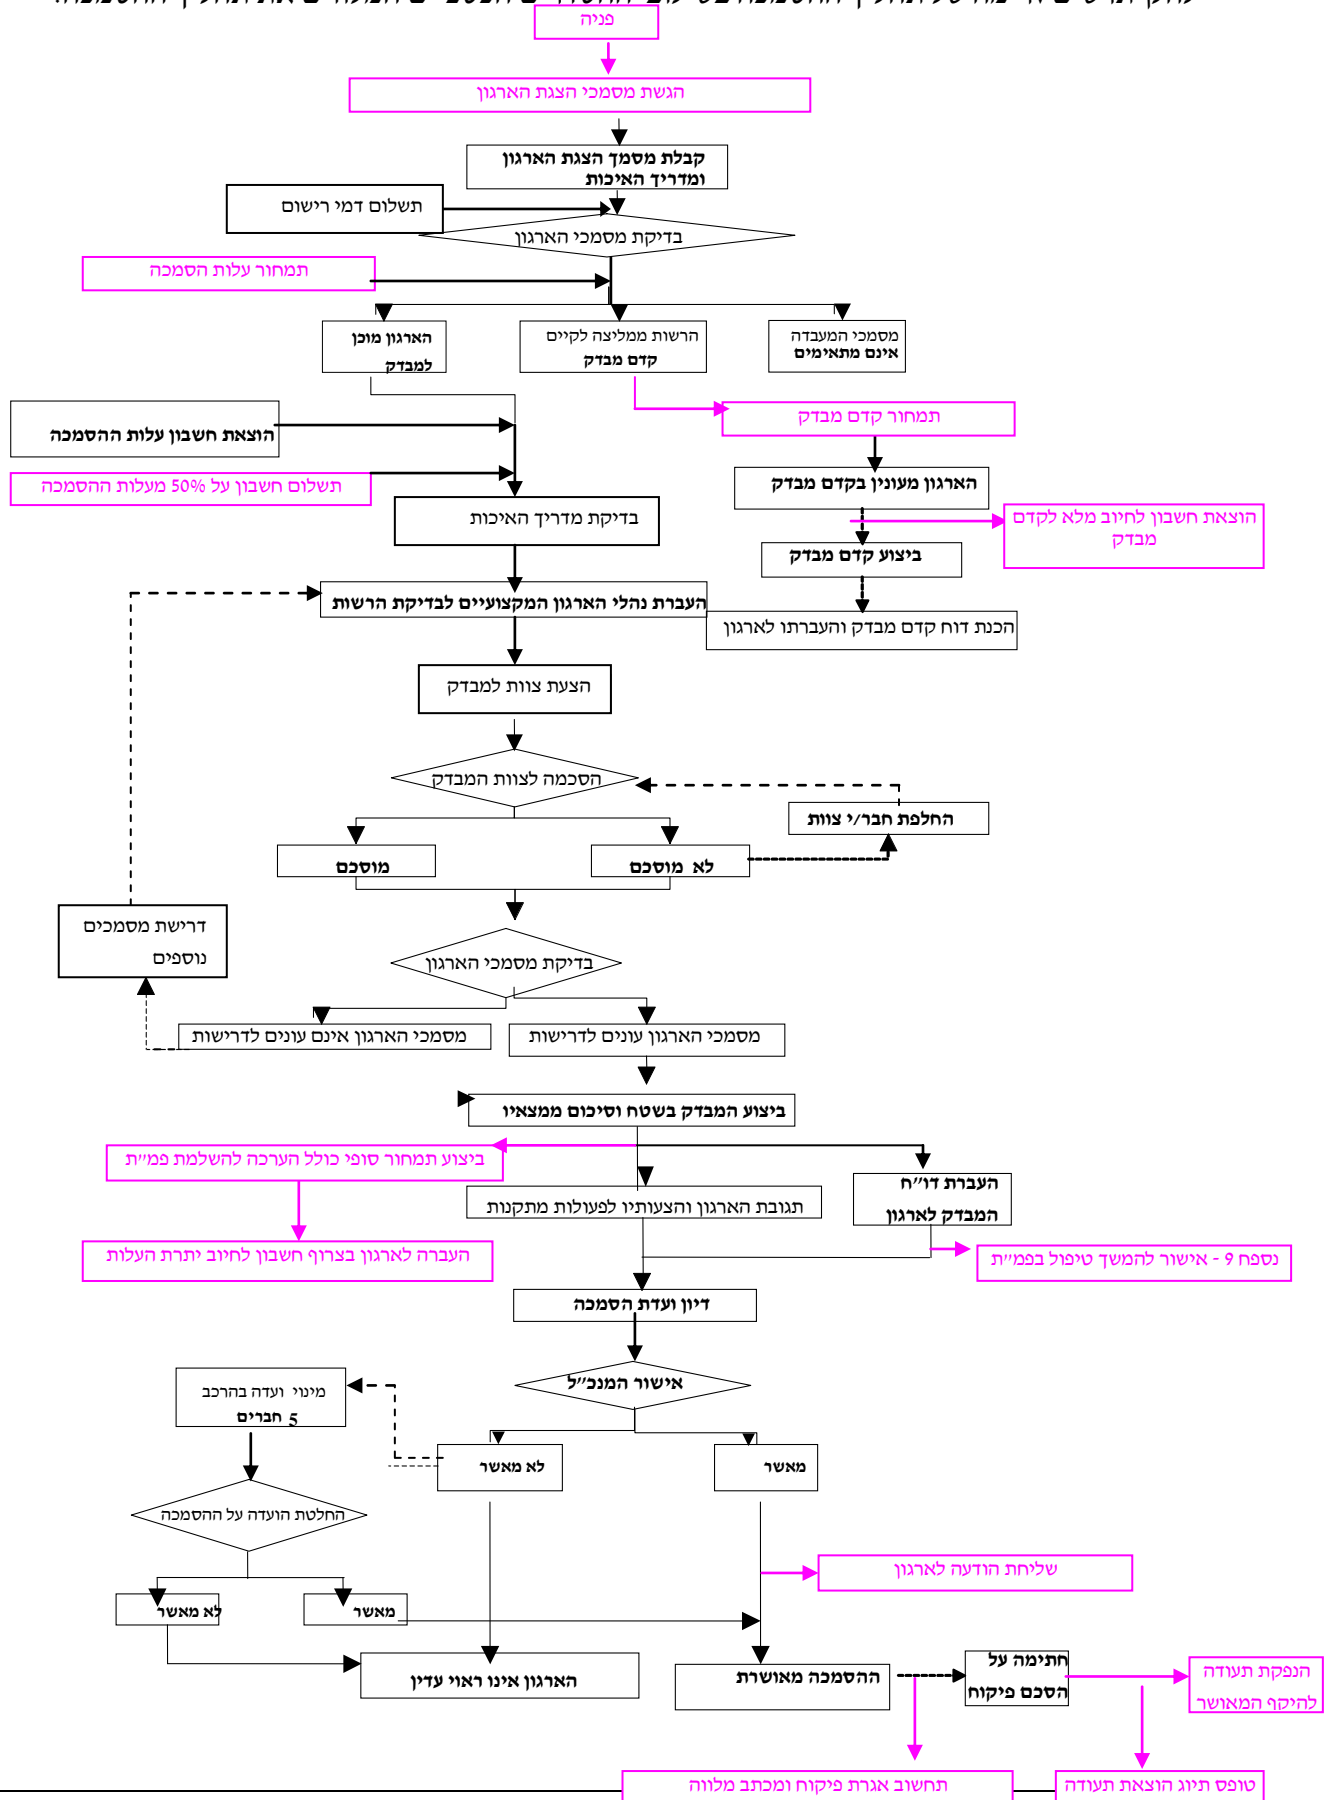 פניה
הגשת מסמכי הצגת הארגון
קבלת מסמך הצגת הארגון
ומדריך האיכות
תשלום דמי רישום
בדיקת מסמכי הארגון
תמחור עלות הסמכה
הארגון מוכן
למבדק
הרשות ממליצה לקיים
קדם מבדק
מסמכי המעבדה
אינם מתאימים
תמחור קדם מבדק
הוצאת חשבון עלות ההסמכה
תשלום חשבון על 50% מעלות ההסמכה
הארגון מעונין בקדם מבדק
בדיקת מדריך האיכות
הוצאת חשבון לחיוב מלא לקדם
מבדק
ביצוע קדם מבדק
העברת נהלי הארגון המקצועיים לבדיקת הרשות
הכנת דוח קדם מבדק והעברתו לארגון
הצעת צוות למבדק
הסכמה לצוות המבדק
החלפת חבר/י צוות
מוסכם
לא מוסכם
דרישת מסמכים
נוספים
בדיקת מסמכי הארגון
מסמכי הארגון אינם עונים לדרישות
מסמכי הארגון עונים לדרישות
ביצוע המבדק בשטח וסיכום ממצאיו
ביצוע תמחור סופי כולל הערכה להשלמת פמ״ת
העברת דו״ח
המבדק לארגון
תגובת הארגון והצעותיו לפעולות מתקנות
העברה לארגון בצרוף חשבון לחיוב יתרת העלות
נספח 9 - אישור להמשך טיפול בפמ״ת
דיון ועדת הסמכה
אישור המנכ״ל
מינוי ועדה בהרכב
5 חברים
לא מאשר
מאשר
החלטת הועדה על ההסמכה
שליחת הודעה לארגון
לא מאשר
מאשר
הארגון אינו ראוי עדין
ההסמכה מאושרת
חתימה על
הסכם פיקוח
הנפקת תעודה
להיקף המאושר
תחשוב אגרת פיקוח ומכתב מלווה
טופס תיוג הוצאת תעודה